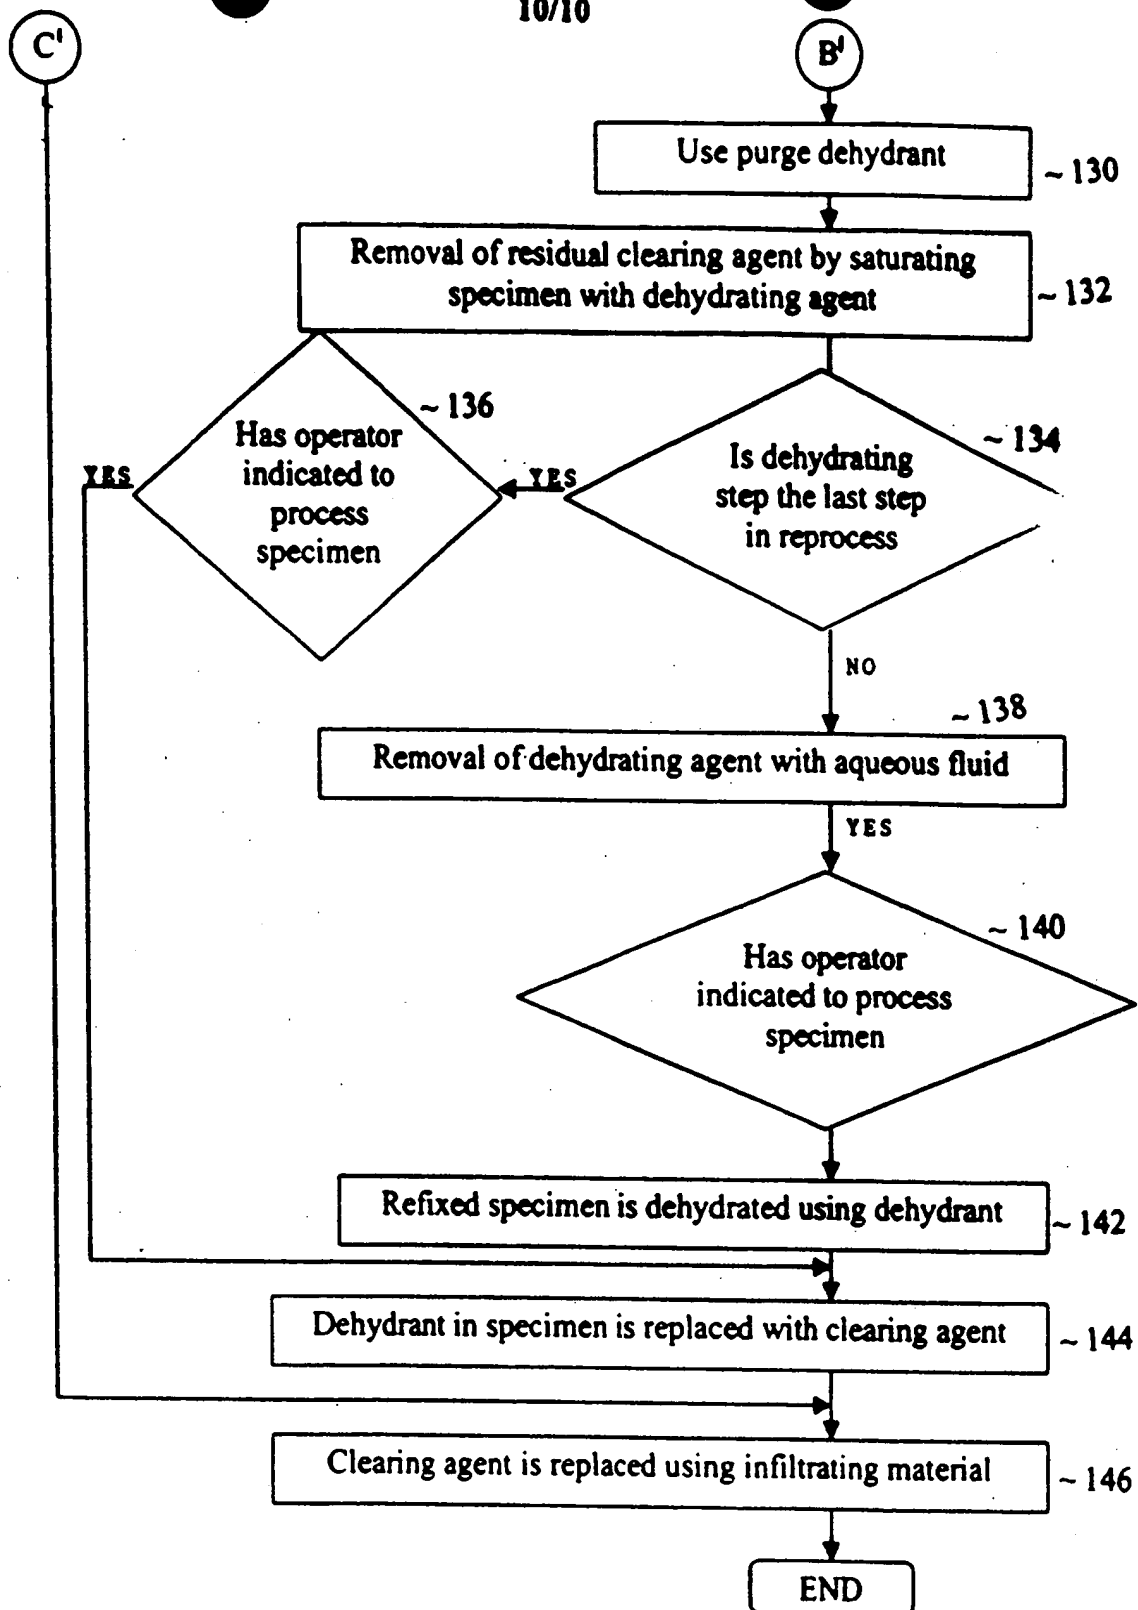 10/10
C'
B'
Use purge dehydrant
~130
Removal of residual clearing agent by saturating
specimen with dehydrating agent
~132
~136
Has operator
indicated to
process
specimen
YES
YES
~134
Is dehydrating
step the last step
in reprocess
NO
~138
Removal of dehydrating agent with aqueous fluid
YES
~140
Has operator
indicated to process
specimen
Refixed specimen is dehydrated using dehydrant
~142
Dehydrant in specimen is replaced with clearing agent
~144
Clearing agent is replaced using infiltrating material
~146
END